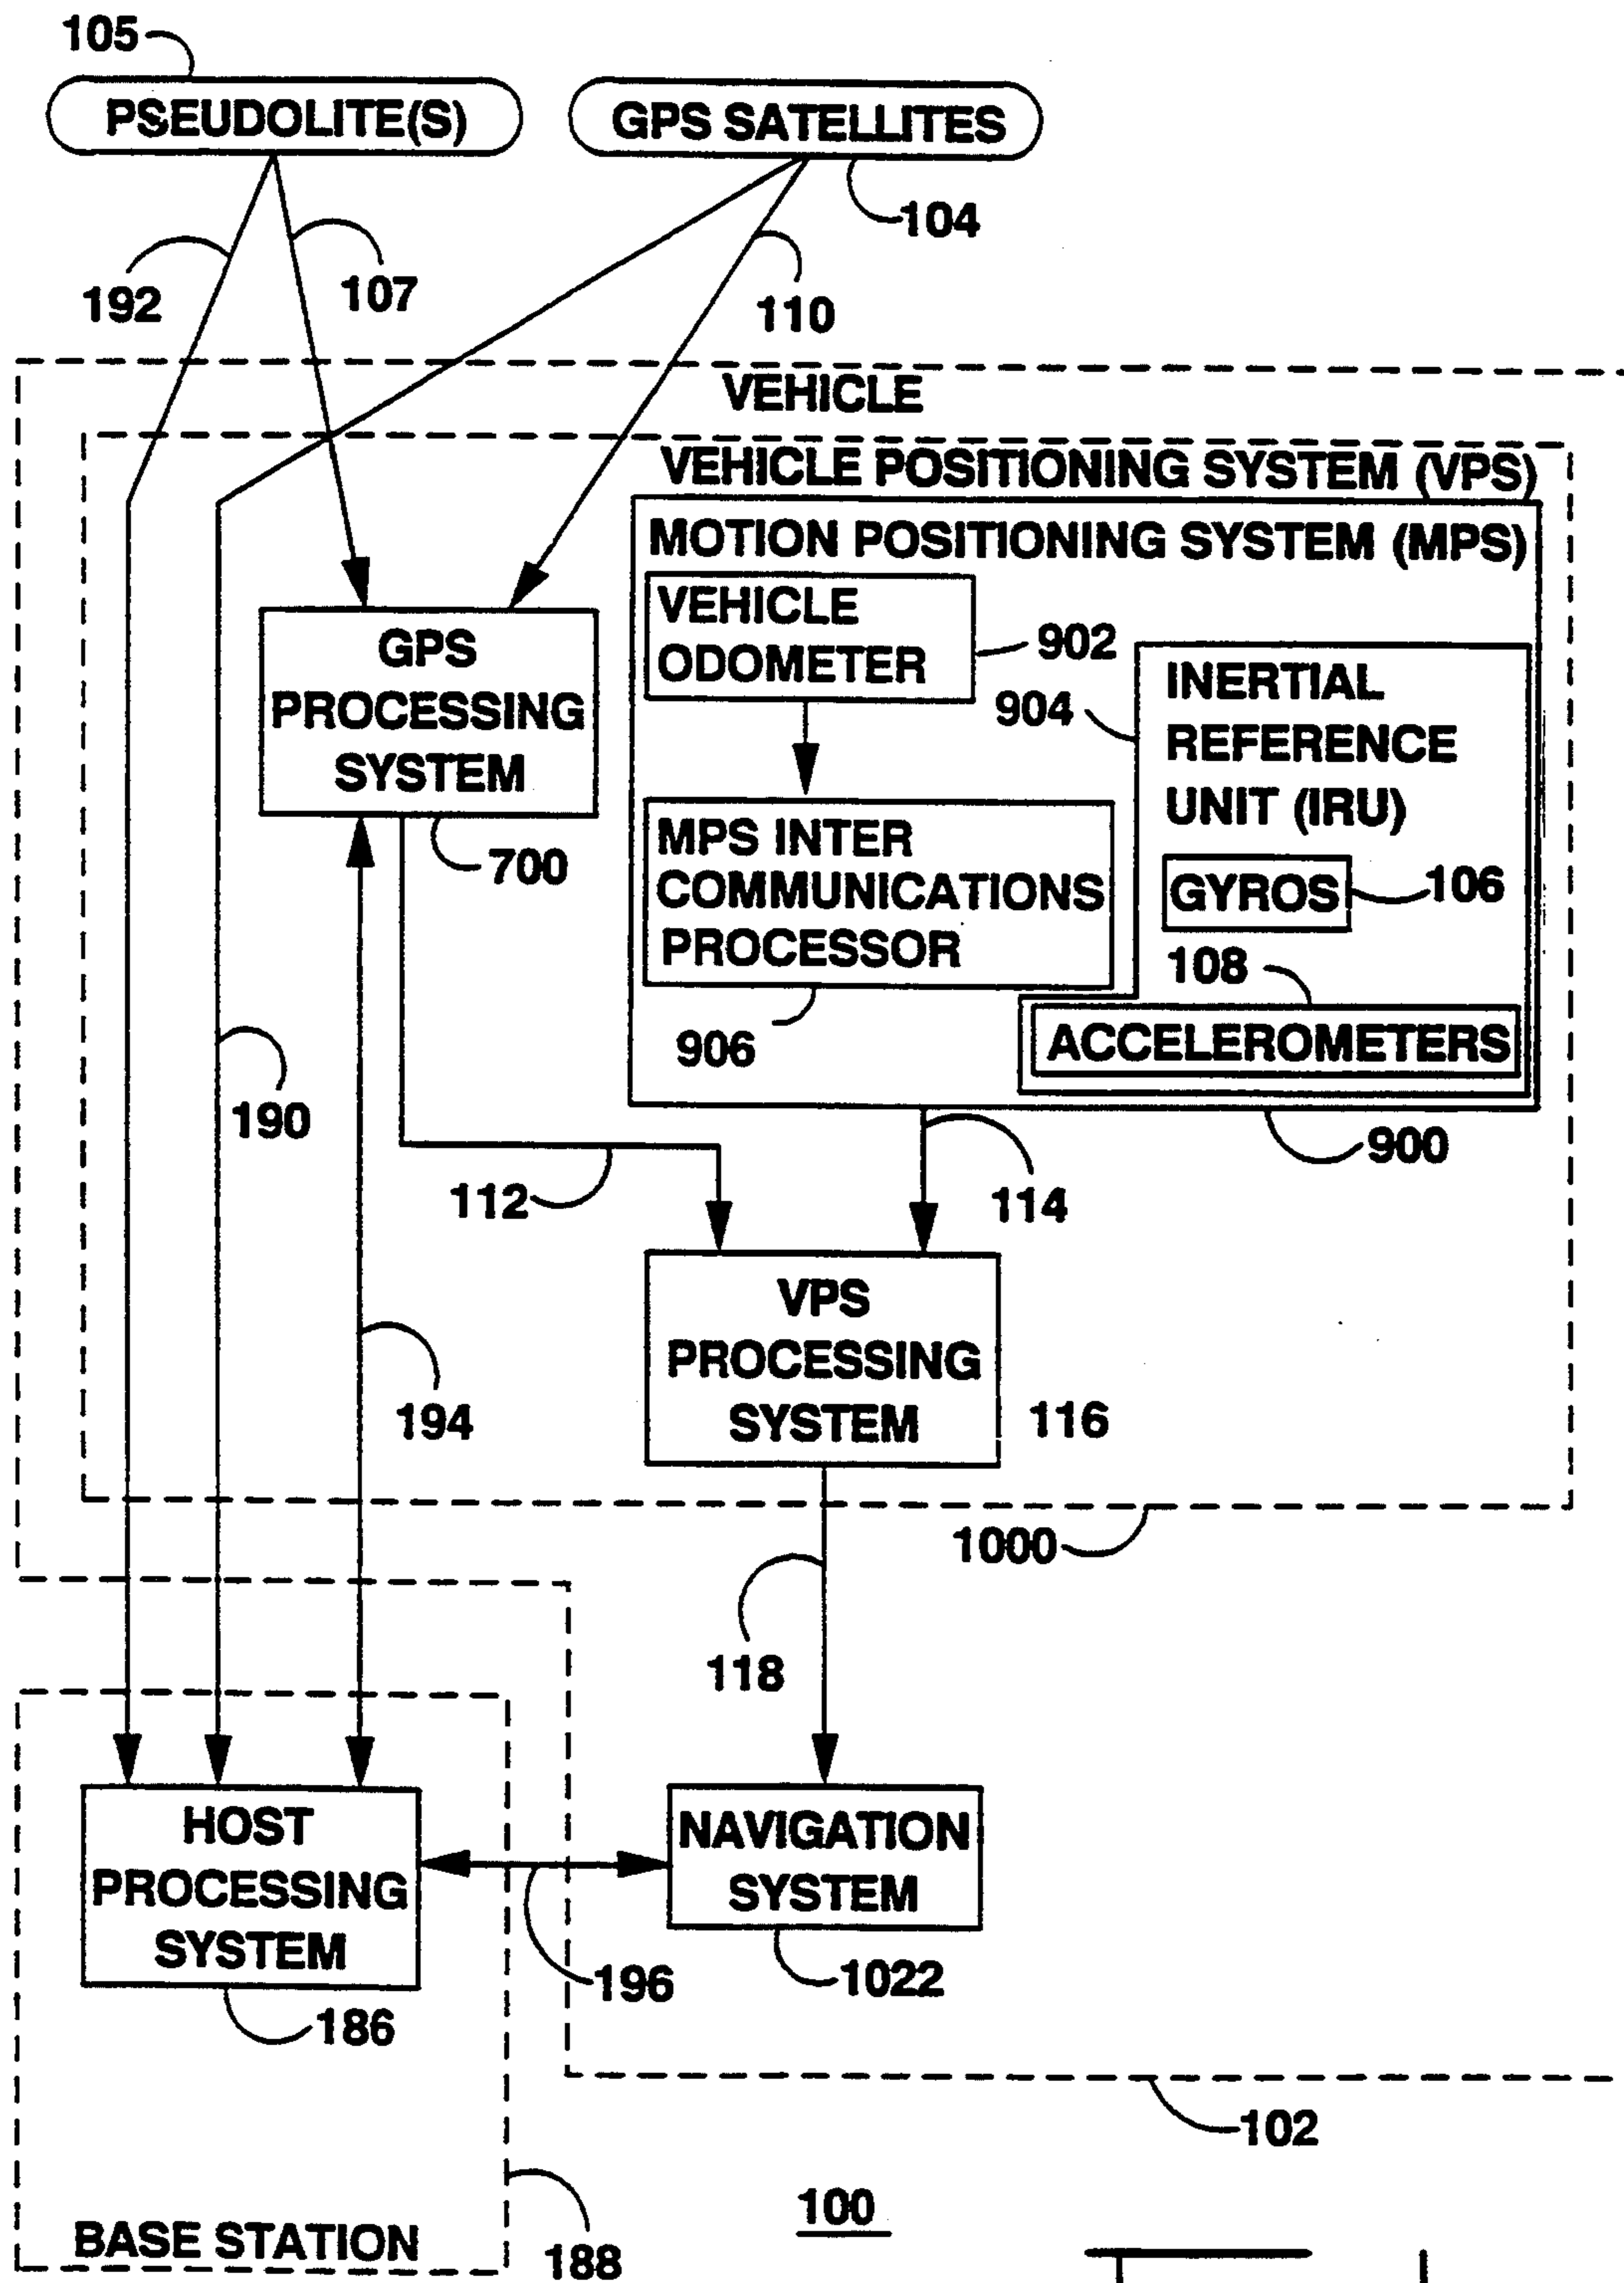 105
PSEUDOLITE(S)
GPS SATELLITES
104
192
107
110
VEHICLE
VEHICLE POSITIONING SYSTEM (VPS)
MOTION POSITIONING SYSTEM (MPS)
VEHICLE
ODOMETER
902
904
INERTIAL
REFERENCE
UNIT (IRU)
GPS
PROCESSING
SYSTEM
700
MPS INTER
COMMUNICATIONS
PROCESSOR
906
GYROS
106
108
ACCELEROMETERS
190
900
112
114
VPS
PROCESSING
SYSTEM
116
194
1000
118
HOST
PROCESSING
SYSTEM
186
NAVIGATION
SYSTEM
1022
196
102
BASE STATION
188
100